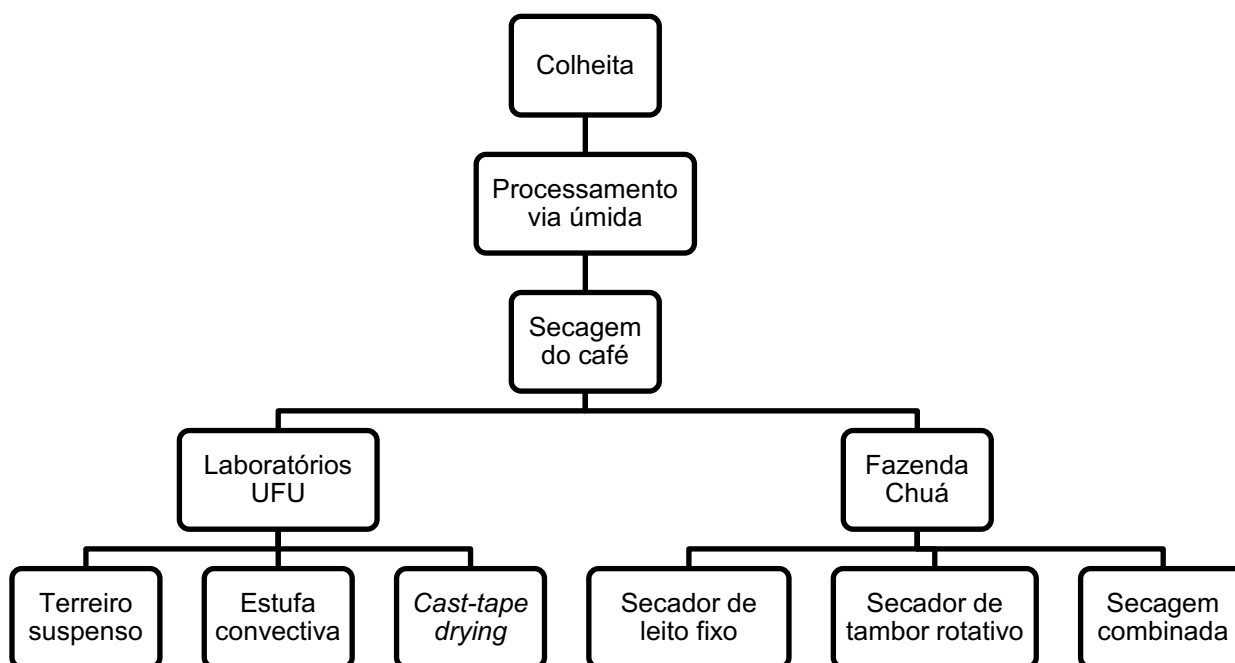 Colheita
Processamento
via úmida
Secagem
do café
Laboratórios
UFU
Fazenda
Chuá
Terreiro
suspenso
Estufa
convectiva
Cast-tape
drying
Secador de
leito fixo
Secador de
tambor rotativo
Secagem
combinada